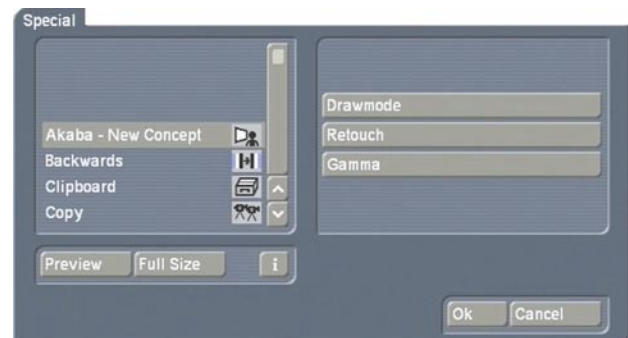 Special
Akaba - New Concept
Backwards
Clipboard
Copy
Drawmode
Retouch
Gamma
Preview Full Size i
Ok Cancel